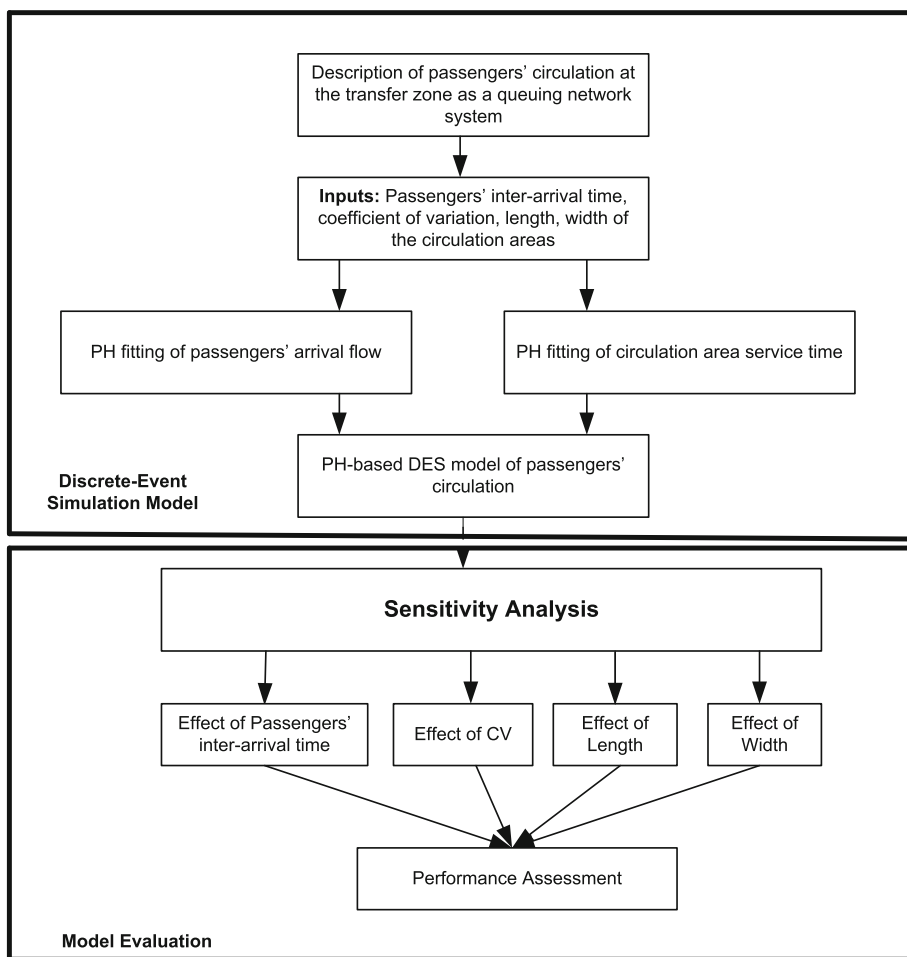 Description of passengers’ circulation at
the transfer zone as a queuing network
system
Inputs: Passengers’ inter-arrival time,
coefficient of variation, length, width of
the circulation areas
PH fitting of passengers’ arrival flow
PH fitting of circulation area service time
PH-based DES model of passengers’
circulation
Discrete-Event
Simulation Model
Sensitivity Analysis
Effect of Passengers’
inter-arrival time
Effect of CV
Effect of
Length
Effect of
Width
Performance Assessment
Model Evaluation